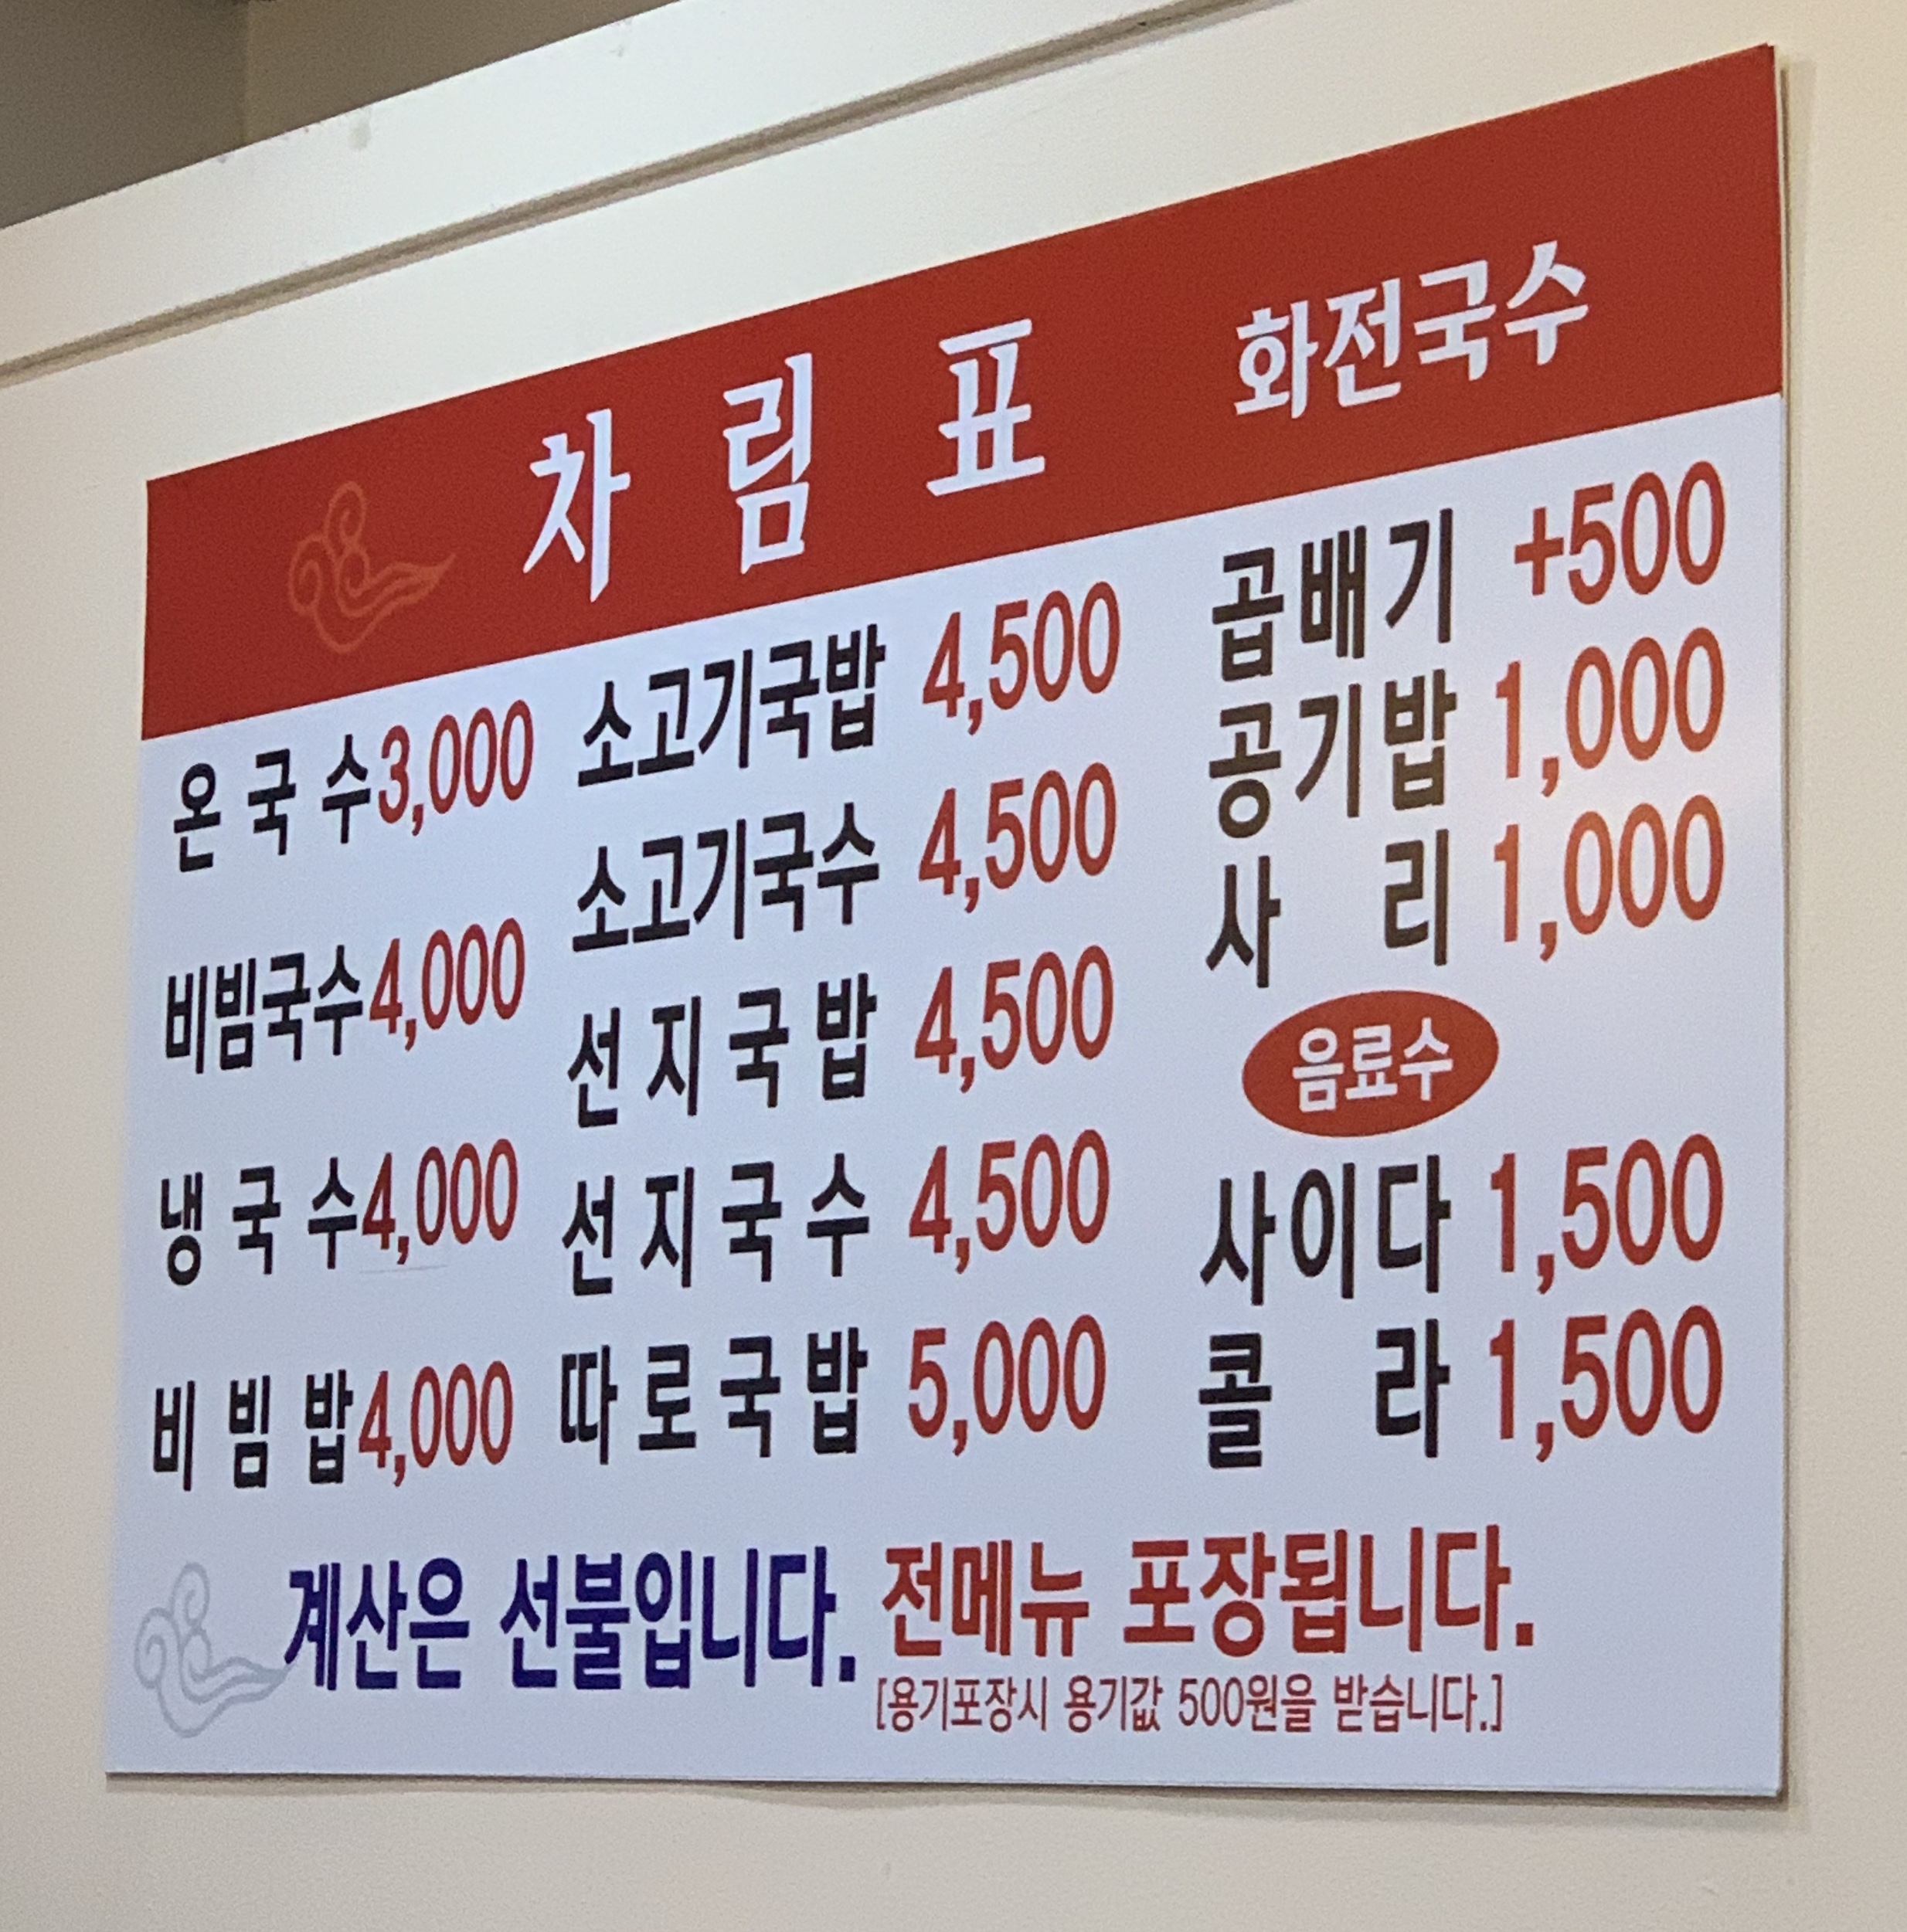 차림표 화전국수
온국수 3,000
비빔국수 4,000
냉국수 4,000
비빔밥 4,000
소고기국밥 4,500
소고기국수 4,500
선지국밥 4,500
선지국수 4,500
따로국밥 5,000
곱배기 +500
공기밥 1,000
사리 1,000
음료수
사이다 1,500
콜라 1,500
계산은 선불입니다. 전메뉴 포장됩니다.
[용기포장시 용기값 500원을 받습니다.]